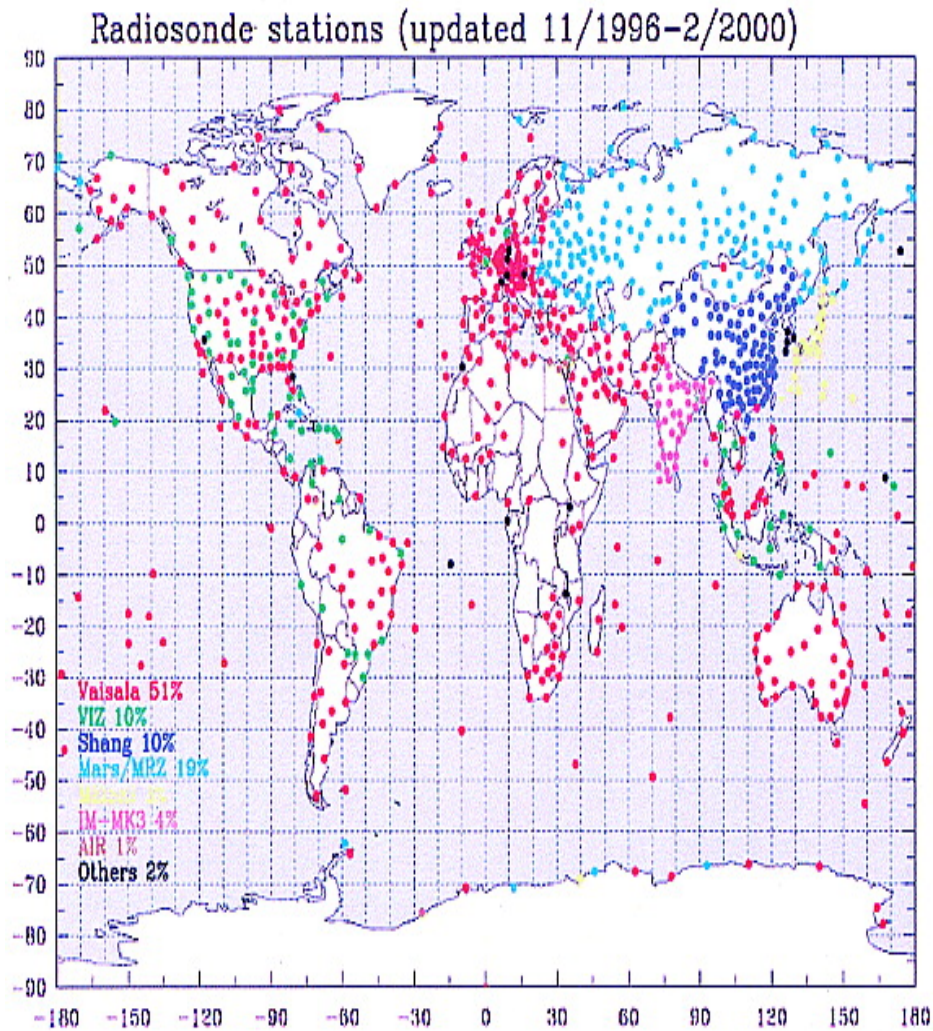 Radiosonde stations (updated 11/1996-2/2000)
90
80
70
60
50
40
30
20
10
0
-10
-20
-30
-40
-50
-60
-70
-80
-90
Vaisala 51%
VIZ 10%
Shang 10%
Mars/MRZ 19%
IM-MK3 4%
AIR 1%
Others 2%
-180 -150 -120 -90 -60 -30 0 30 60 90 120 150 180